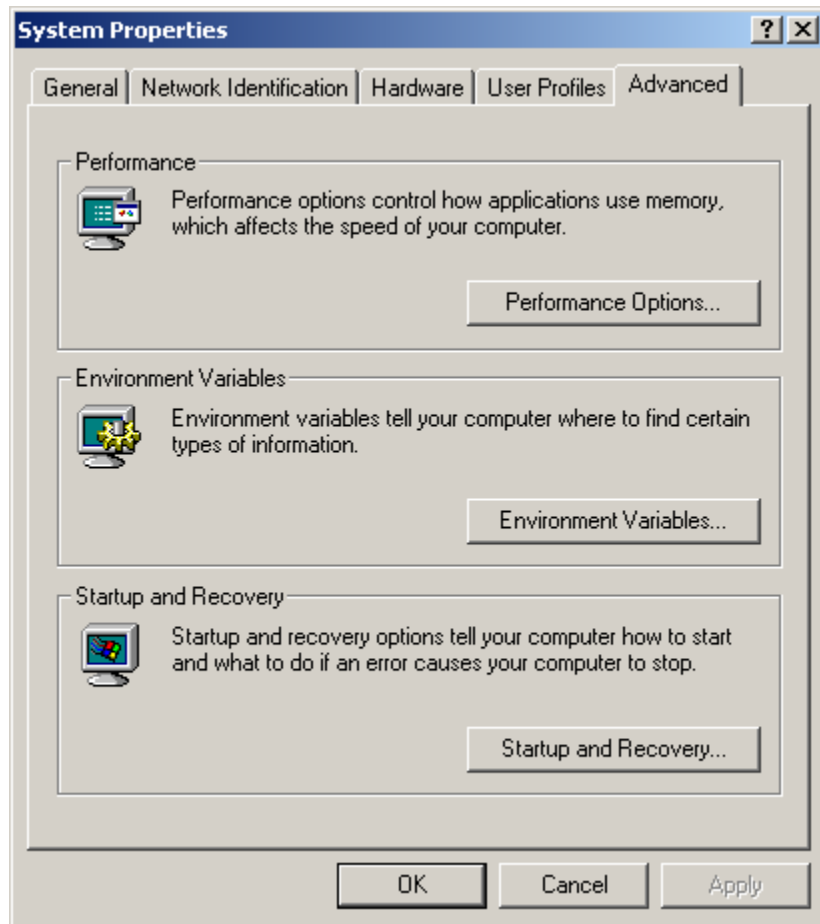 System Properties
General
Network Identification
Hardware
User Profiles
Advanced
Performance
Performance options control how applications use memory,
which affects the speed of your computer.
Performance Options...
Environment Variables
Environment variables tell your computer where to find certain
types of information.
Environment Variables...
Startup and Recovery
Startup and recovery options tell your computer how to start
and what to do if an error causes your computer to stop.
Startup and Recovery...
OK
Cancel
Apply